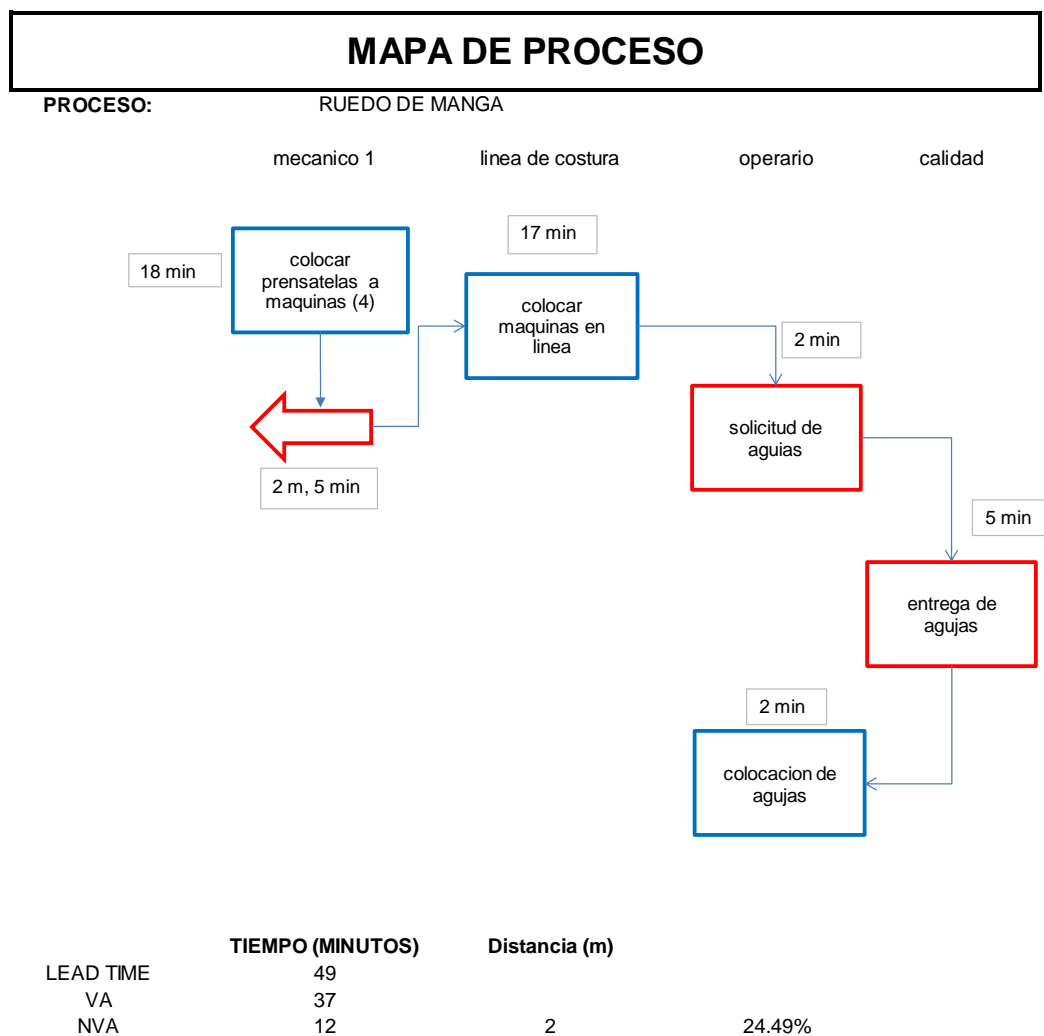 MAPA DE PROCESO
PROCESO: RUEDO DE MANGA
mecanico 1 linea de costura operario calidad
17 min
18 min
colocar
prensatelas a
maquinas (4)
colocar
maquinas en
linea
2 min
solicitud de
aguias
2 m, 5 min
5 min
entrega de
agujas
2 min
colocacion de
agujas
TIEMPO (MINUTOS) Distancia (m)
LEAD TIME 49
VA 37
NVA 12 2 24.49%